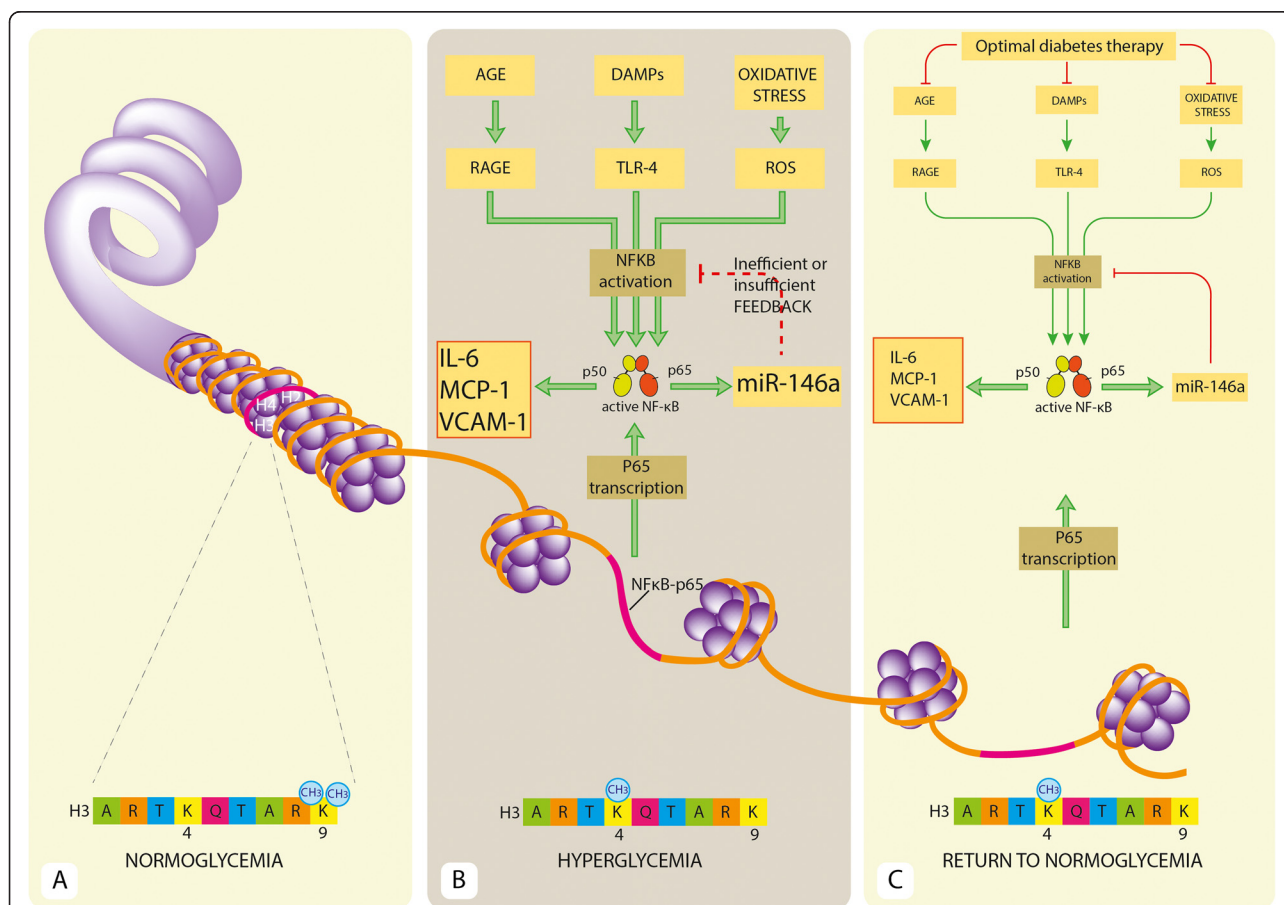 H4
H2
H3
CH3
CH3
H3 A R T K Q T A R K
4
9
NORMOGLYCEMIA
A
AGE
DAMPs
OXIDATIVE
STRESS
RAGE
TLR-4
ROS
NFKB
activation
Inefficient or
insufficient
FEEDBACK
IL-6
MCP-1
VCAM-1
p50
p65
active NF-κB
miR-146a
P65
transcription
NFκB-p65
CH3
H3 A R T K Q T A R K
4
9
HYPERGLYCEMIA
B
Optimal diabetes therapy
AGE
DAMPs
OXIDATIVE
STRESS
RAGE
TLR-4
ROS
NFKB
activation
IL-6
MCP-1
VCAM-1
p50
p65
active NF-κB
miR-146a
P65
transcription
CH3
H3 A R T K Q T A R K
4
9
RETURN TO NORMOGLYCEMIA
C